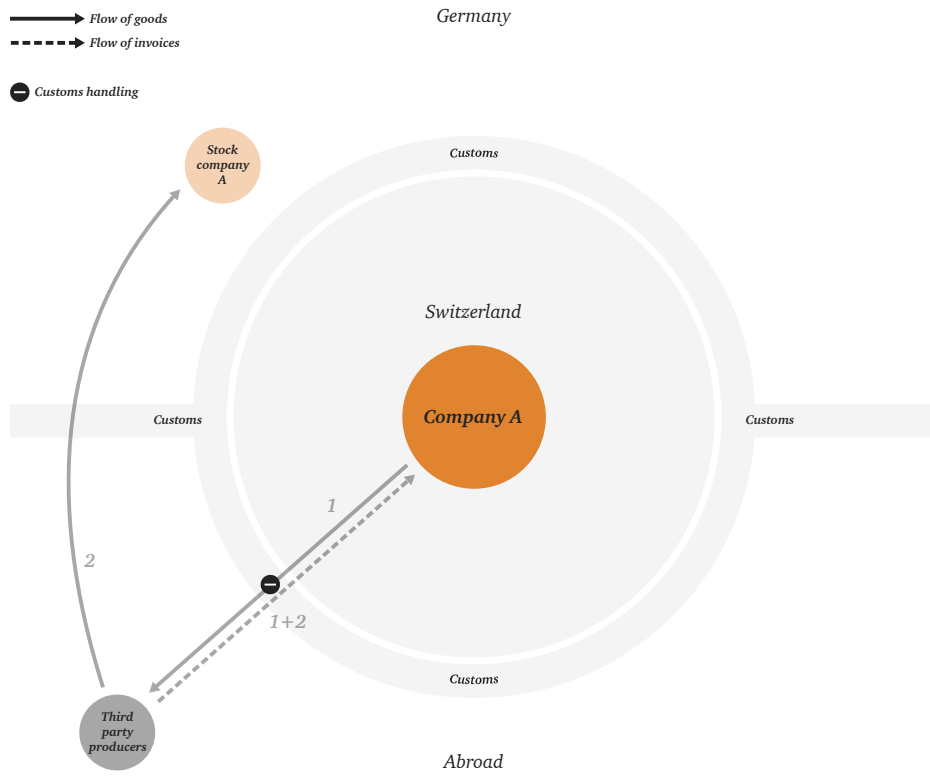 Germany
Flow of goods
Flow of invoices
Customs handling
Stock
company
A
Customs
Switzerland
Company A
Customs
Customs
1
2
1+2
Customs
Third
party
producers
Abroad